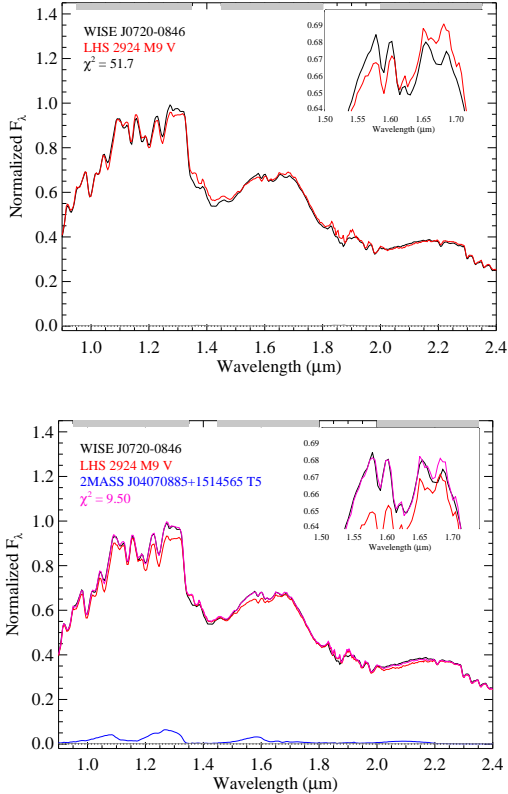 WISE J0720-0846
LHS 2924 M9 V
χ² = 51.7
0.69
0.68
0.67
0.66
0.65
0.64
1.50 1.55 1.60 1.65 1.70
Wavelength (μm)
1.4
1.2
1.0
0.8
0.6
0.4
0.2
0.0
Normalized Fλ
1.0 1.2 1.4 1.6 1.8 2.0 2.2 2.4
Wavelength (μm)
WISE J0720-0846
LHS 2924 M9 V
2MASS J04070885+1514565 T5
χ² = 9.50
0.69
0.68
0.67
0.66
0.65
0.64
1.50 1.55 1.60 1.65 1.70
Wavelength (μm)
1.4
1.2
1.0
0.8
0.6
0.4
0.2
0.0
Normalized Fλ
1.0 1.2 1.4 1.6 1.8 2.0 2.2 2.4
Wavelength (μm)